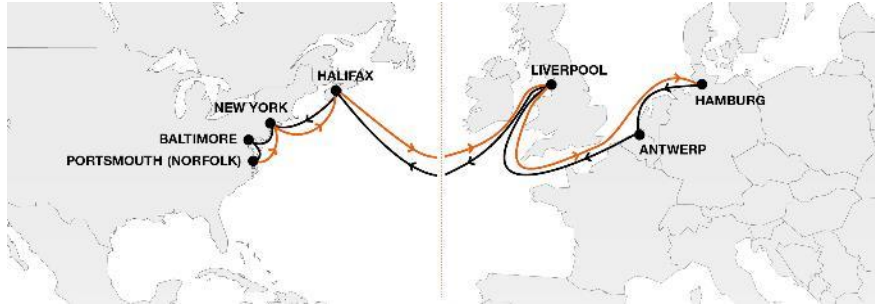 HALIFAX
NEW YORK
BALTIMORE
PORTSMOUTH (NORFOLK)
LIVERPOOL
HAMBURG
ANTWERP